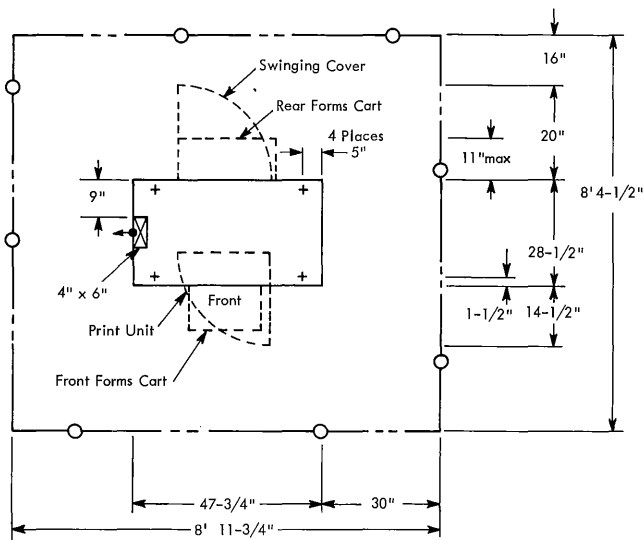 16"
Swinging Cover
20"
Rear Forms Cart
4 Places
5"
11"max
9"
8'4-1/2"
28-1/2"
4" x 6"
Front
1-1/2"
14-1/2"
Print Unit
Front Forms Cart
47-3/4"
30"
8' 11-3/4"